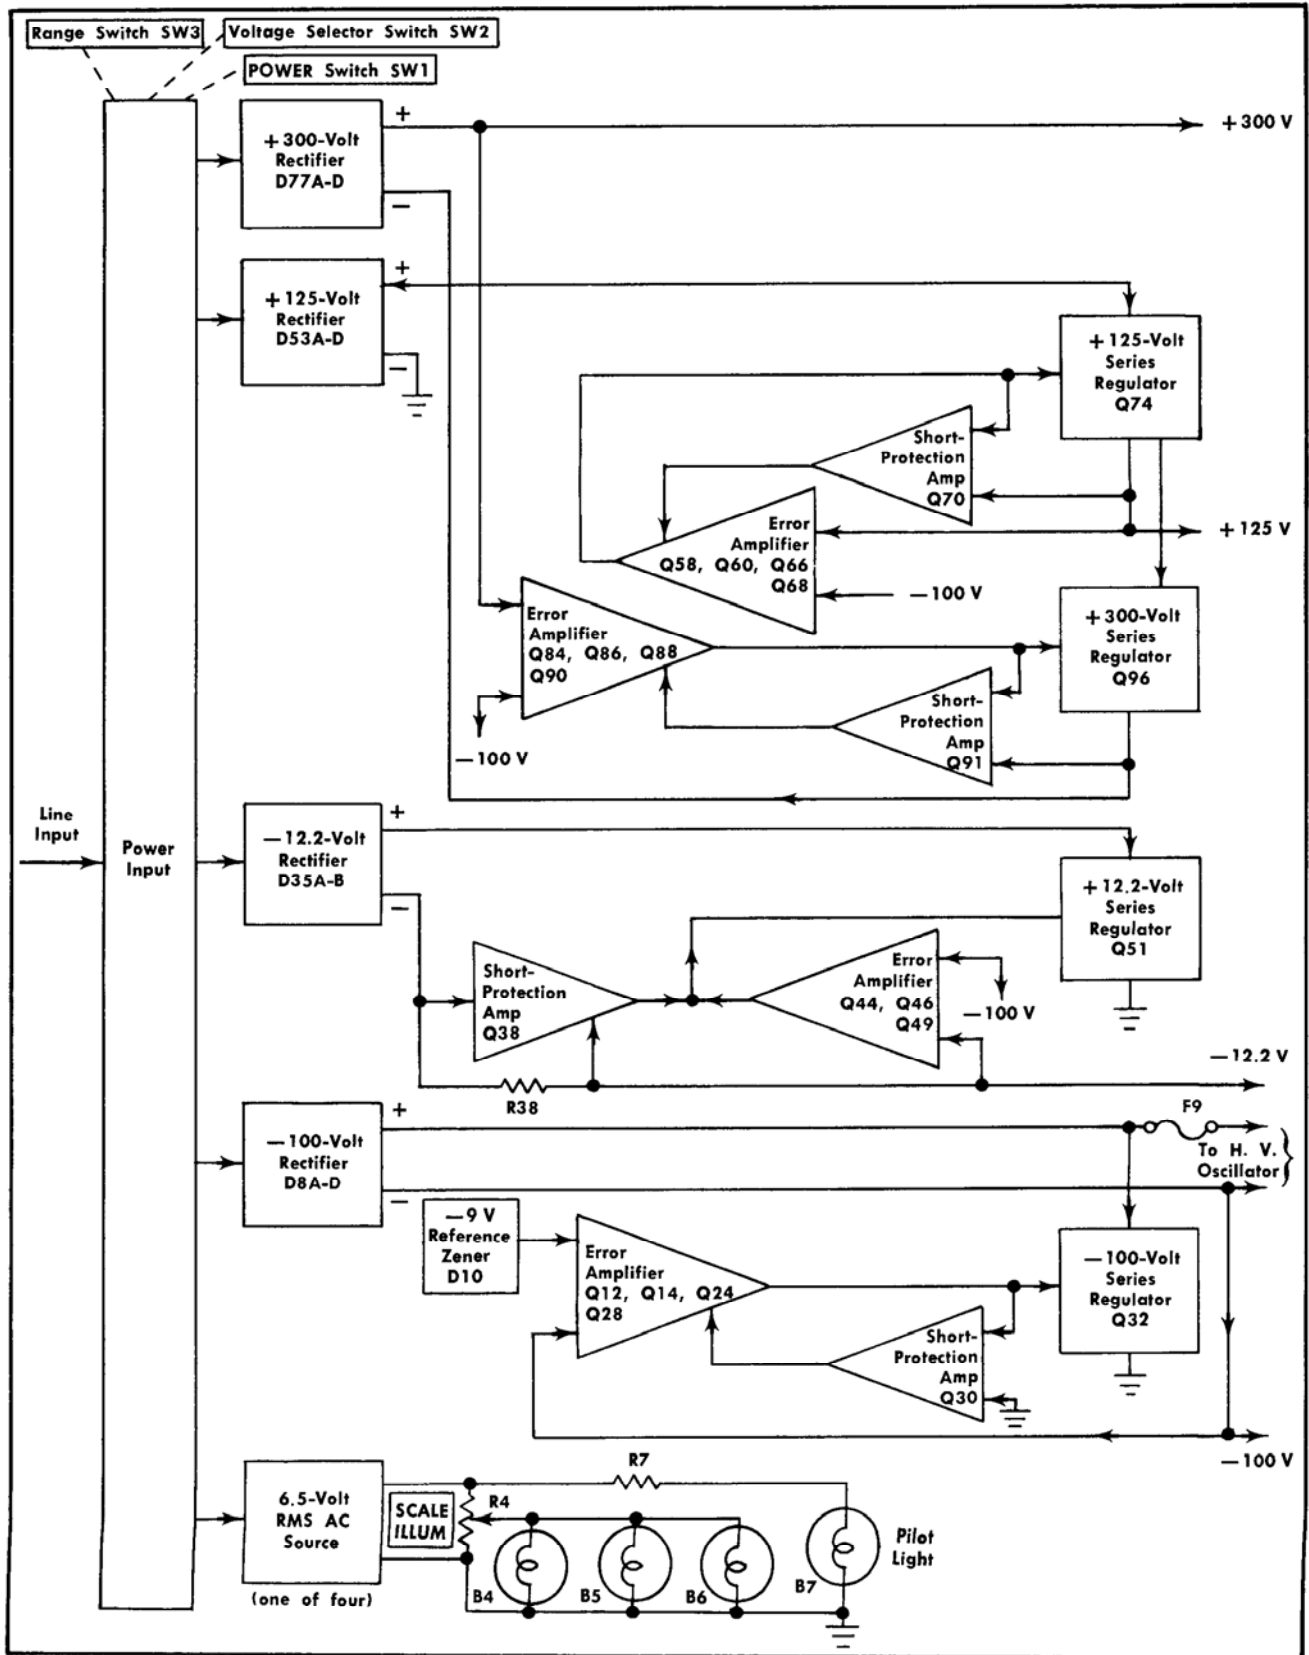 Range Switch SW3
Voltage Selector Switch SW2
POWER Switch SW1
+300-Volt
Rectifier
D77A-D
+
−
+300 V
+125-Volt
Rectifier
D53A-D
+
−
+125-Volt
Series
Regulator
Q74
Short-
Protection
Amp
Q70
Error
Amplifier
Q58, Q60, Q66
Q68
+125 V
−100 V
Error
Amplifier
Q84, Q86, Q88
Q90
−100 V
+300-Volt
Series
Regulator
Q96
Short-
Protection
Amp
Q91
Line
Input
Power
Input
−12.2-Volt
Rectifier
D35A-B
+
−
+12.2-Volt
Series
Regulator
Q51
Short-
Protection
Amp
Q38
Error
Amplifier
Q44, Q46
Q49
−100 V
−12.2 V
R38
−100-Volt
Rectifier
D8A-D
+
−
F9
To H. V.
Oscillator
−9 V
Reference
Zener
D10
Error
Amplifier
Q12, Q14, Q24
Q28
−100-Volt
Series
Regulator
Q32
Short-
Protection
Amp
Q30
−100 V
6.5-Volt
RMS AC
Source
(one of four)
SCALE
ILLUM
R4
R7
B4
B5
B6
B7
Pilot
Light